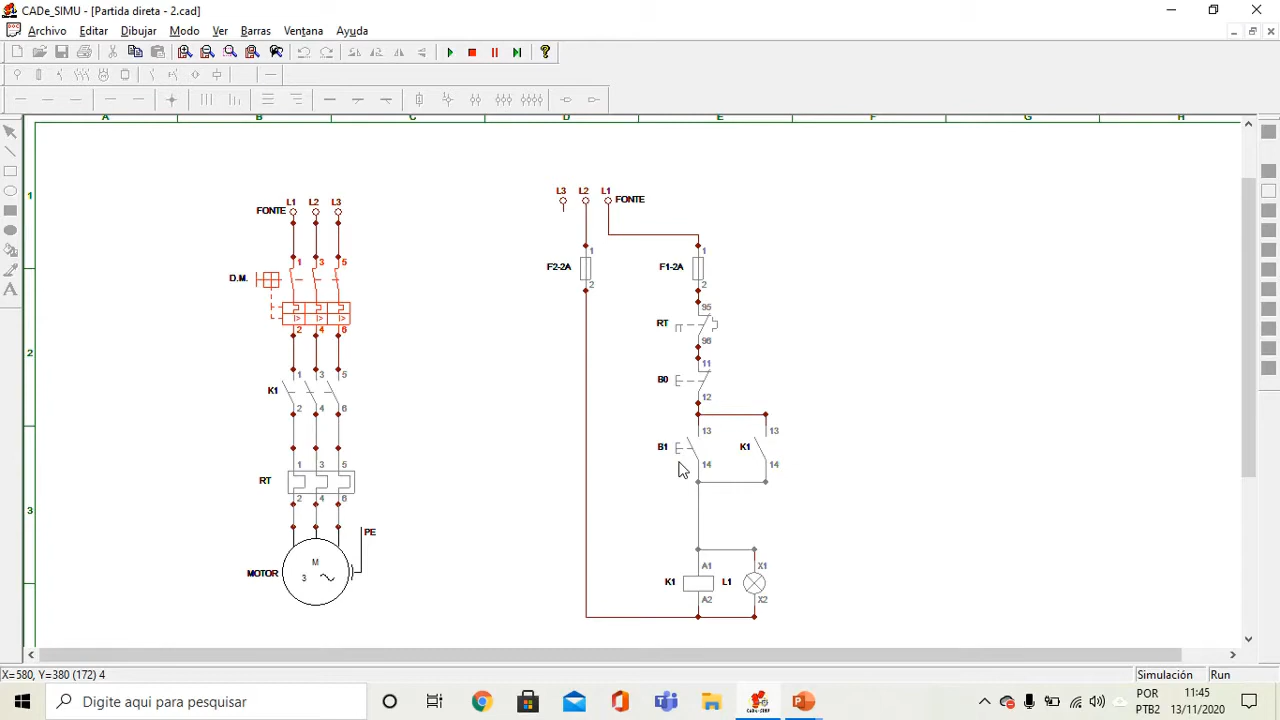 CADe_SIMU - [Partida direta - 2.cad]
Archivo Editar Dibujar Modo Ver Barras Ventana Ayuda
A B C D E F G H
1
2
3
FONTE L1 L2 L3
D.M. 1 3 5
I> I> I>
2 4 6
K1 1 3 5
2 4 6
RT 1 3 5
2 4 6
PE
MOTOR M
3
L3 L2 L1 FONTE
F2-2A 1
2
F1-2A 1
2
RT 95
96
B0 11
12
B1 13
14
K1 13
14
K1 A1
A2
L1 X1
X2
X=580, Y=380 (172) 4 Simulación Run
Digite aqui para pesquisar
CADe-SIMU
POR
PTB2
11:45
13/11/2020